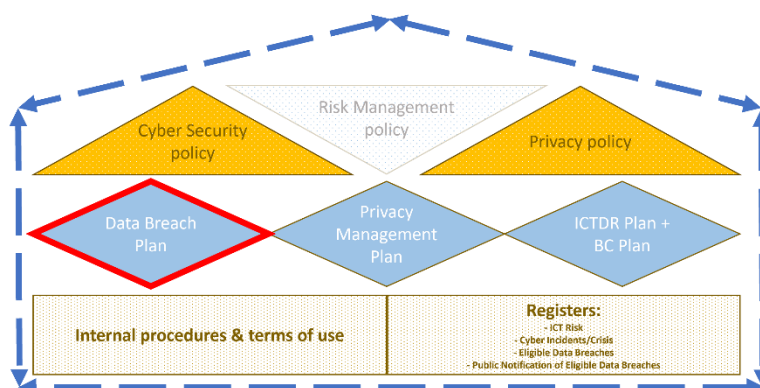 Risk Management
policy
Cyber Security
policy
Privacy policy
Data Breach
Plan
Privacy
Management
Plan
ICTDR Plan +
BC Plan
Internal procedures & terms of use
Registers:
- ICT Risk
- Cyber Incidents/Crisis
- Eligible Data Breaches
- Public Notification of Eligible Data Breaches